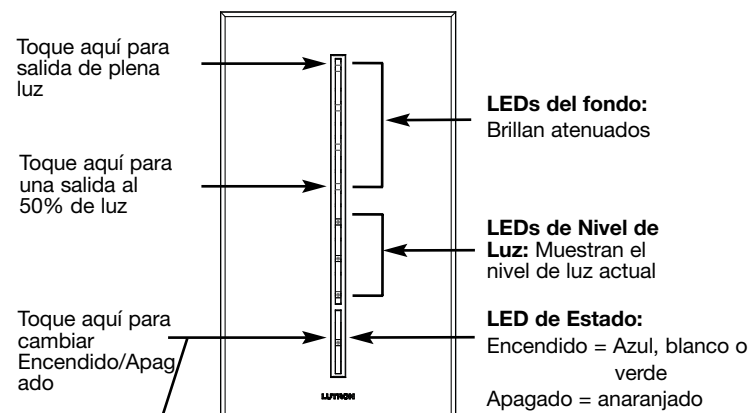 Toque aquí para
salida de plena
luz
LEDs del fondo:
Brillan atenuados
Toque aquí para
una salida al
50% de luz
LEDs de Nivel de
Luz: Muestran el
nivel de luz actual
Toque aquí para
cambiar
Encendido/Apag
ado
LED de Estado:
Encendido = Azul, blanco o
verde
Apagado = anaranjado
LUTRON